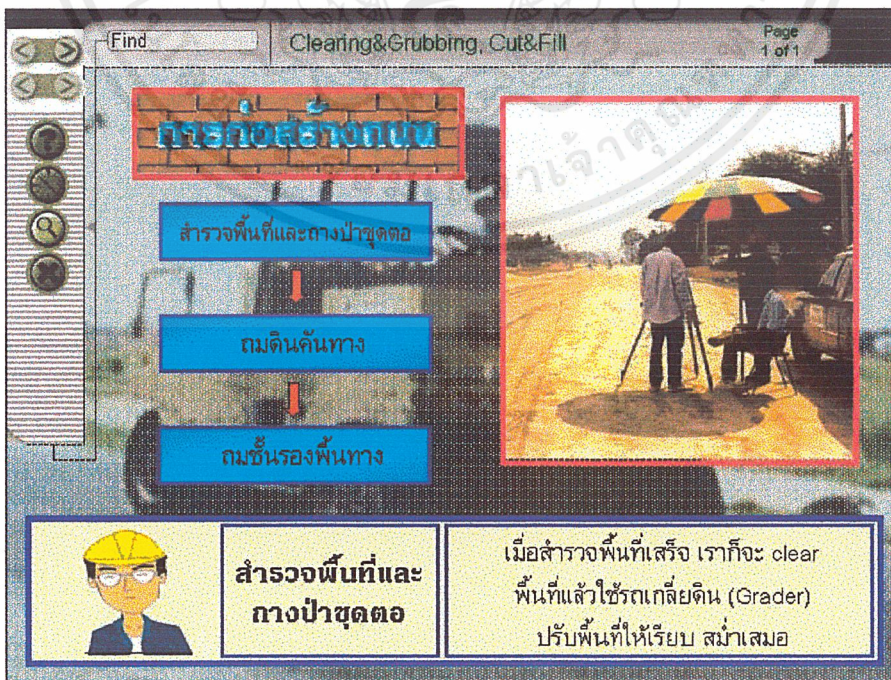 Find
Clearing&Grubbing, Cut&Fill
Page
1 of 1
การก่อสร้างถนน
สำรวจพื้นที่และถางป่าขุดตอ
ถมดินคันทาง
ถมชั้นรองพื้นทาง
สำรวจพื้นที่และ
ถางป่าขุดตอ
เมื่อสำรวจพื้นที่เสร็จ เราก็จะ clear
พื้นที่แล้วใช้รถเกลี่ยดิน (Grader)
ปรับพื้นที่ให้เรียบ สม่ำเสมอ